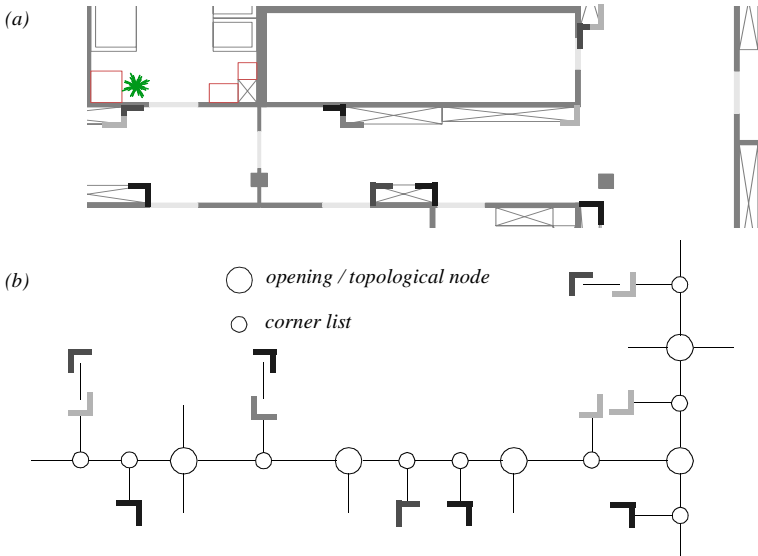 (a)
(b)
opening / topological node
corner list